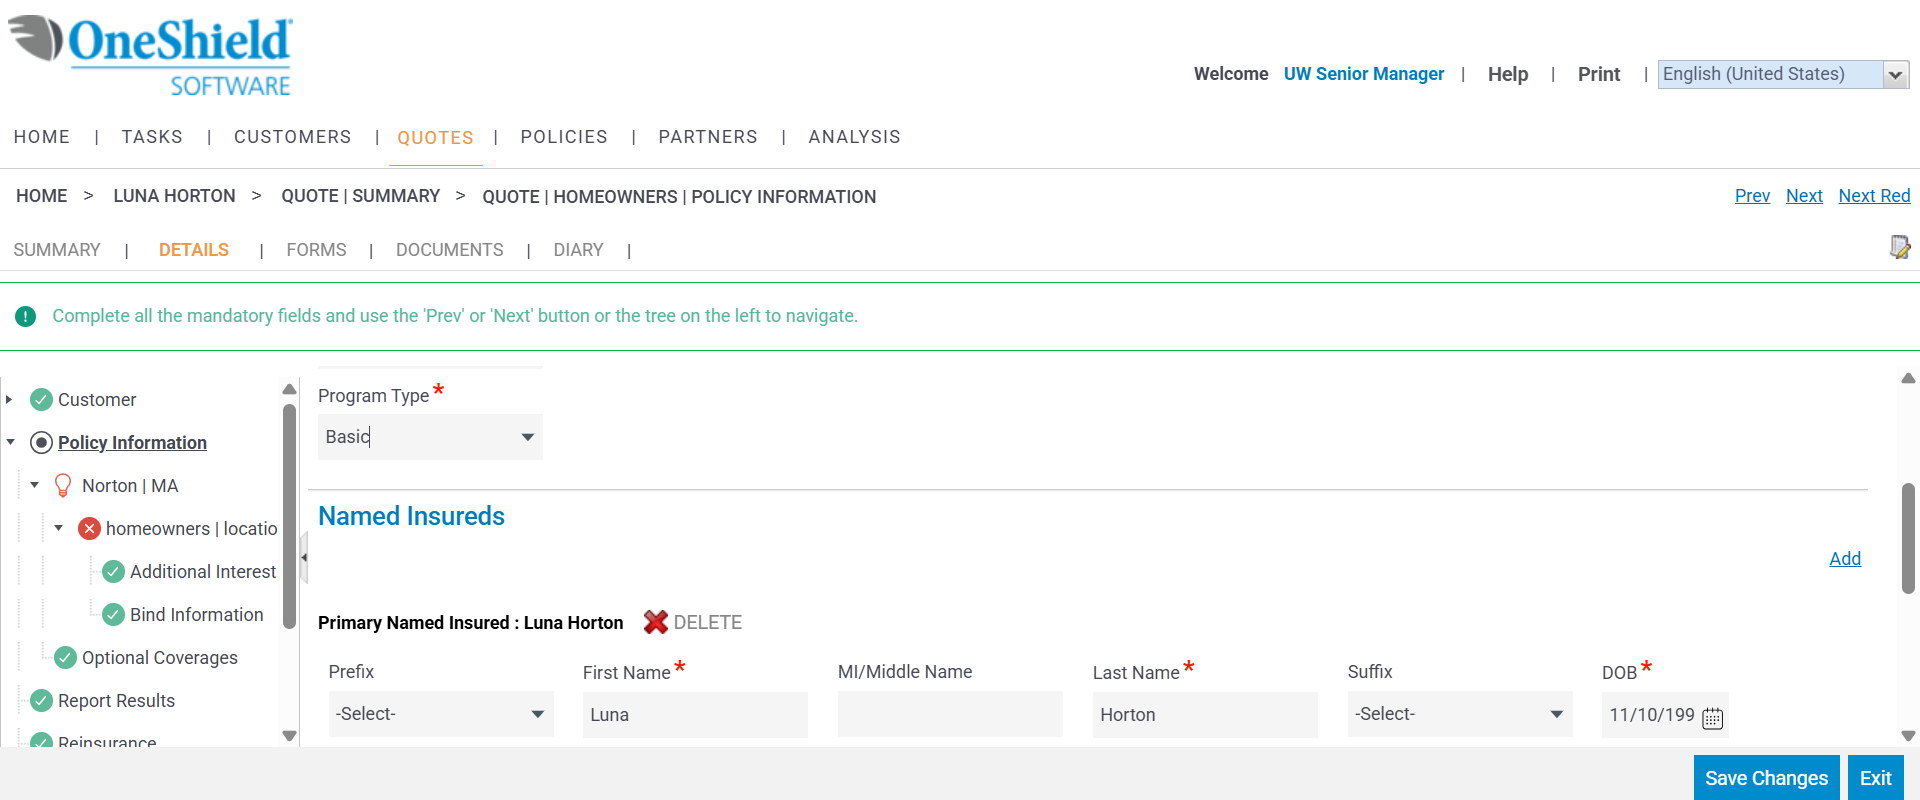 OneShield
SOFTWARE
Welcome UW Senior Manager | Help | Print | English (United States)
HOME | TASKS | CUSTOMERS | QUOTES | POLICIES | PARTNERS | ANALYSIS
HOME > LUNA HORTON > QUOTE | SUMMARY > QUOTE | HOMEOWNERS | POLICY INFORMATION
Prev Next Next Red
SUMMARY | DETAILS | FORMS | DOCUMENTS | DIARY |
Complete all the mandatory fields and use the 'Prev' or 'Next' button or the tree on the left to navigate.
Customer
Policy Information
Norton | MA
homeowners | locatio
Additional Interest
Bind Information
Optional Coverages
Report Results
Reinsurance
Program Type *
Basic
Named Insureds
Add
Primary Named Insured : Luna Horton DELETE
Prefix First Name * MI/Middle Name Last Name * Suffix DOB *
-Select- Luna Horton -Select- 11/10/199
Save Changes Exit